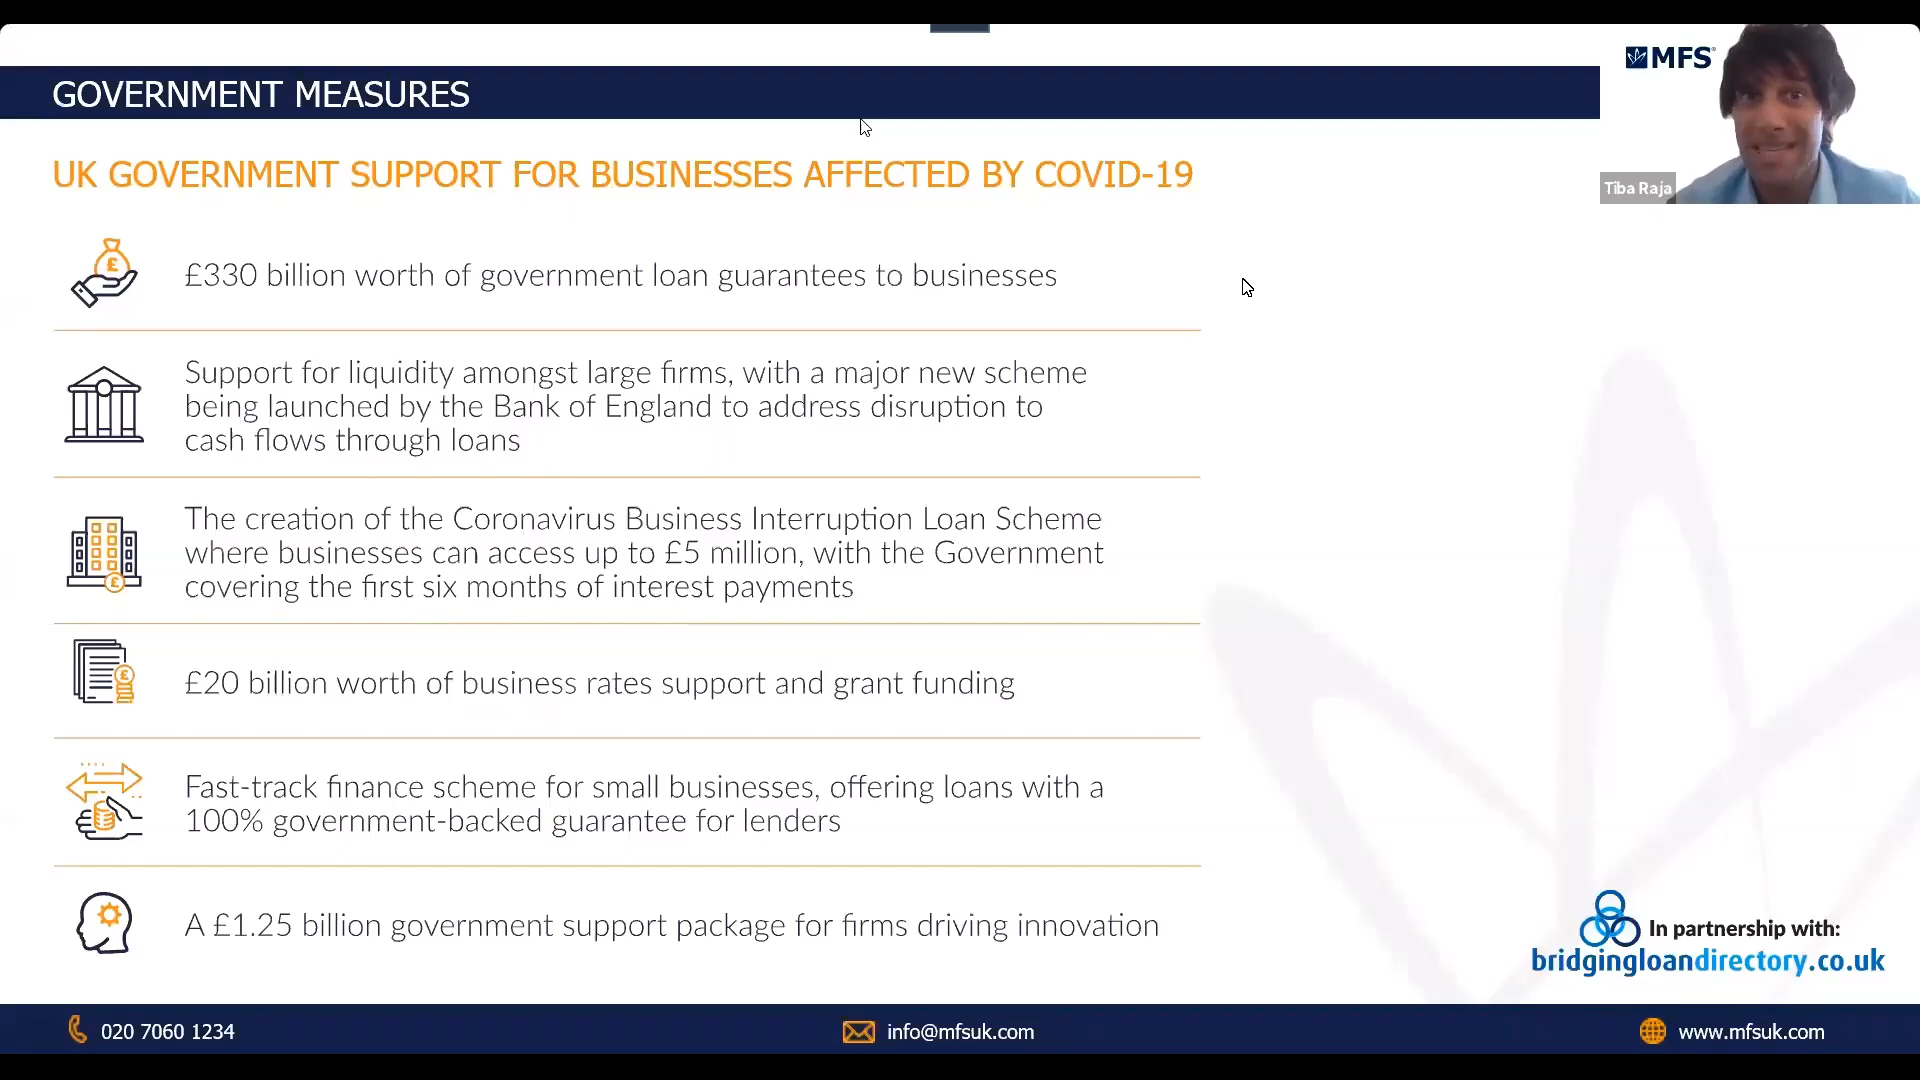 GOVERNMENT MEASURES
MFS
Tiba Raja
UK GOVERNMENT SUPPORT FOR BUSINESSES AFFECTED BY COVID-19
£330 billion worth of government loan guarantees to businesses
Support for liquidity amongst large firms, with a major new scheme
being launched by the Bank of England to address disruption to
cash flows through loans
The creation of the Coronavirus Business Interruption Loan Scheme
where businesses can access up to £5 million, with the Government
covering the first six months of interest payments
£20 billion worth of business rates support and grant funding
Fast-track finance scheme for small businesses, offering loans with a
100% government-backed guarantee for lenders
A £1.25 billion government support package for firms driving innovation
In partnership with:
bridgingloandirectory.co.uk
020 7060 1234
info@mfsuk.com
www.mfsuk.com